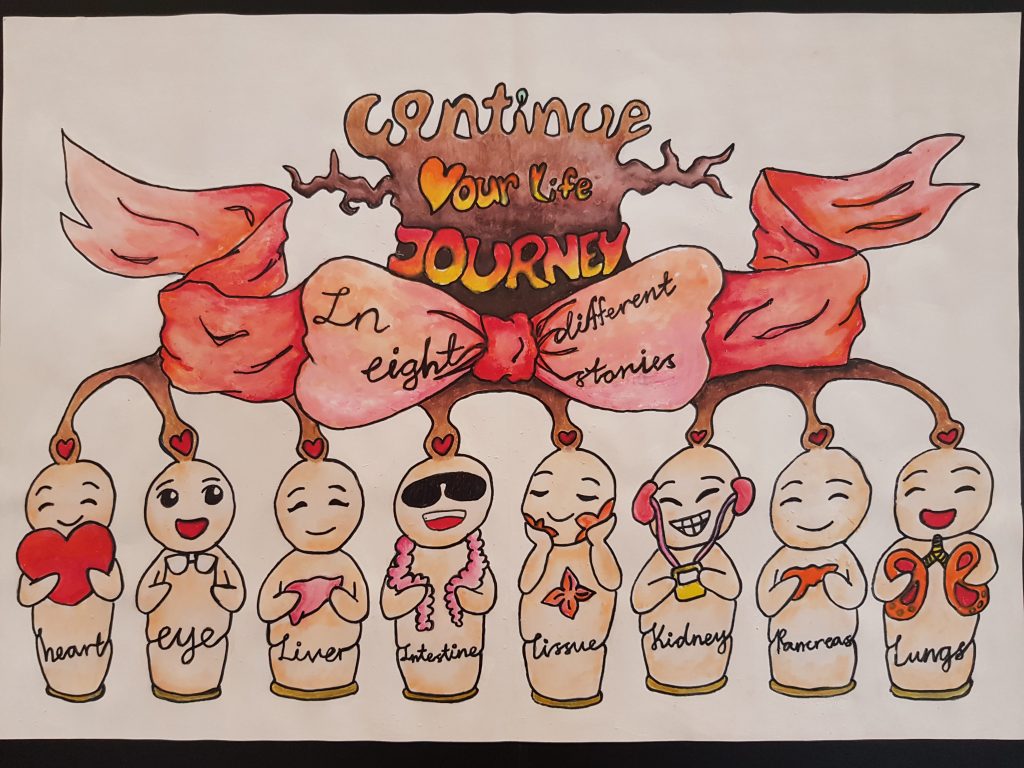 Continue
Your life
JOURNEY
In
eight
different
stories
heart
eye
Liver
Intestine
Tissue
Kidney
Pancreas
Lungs